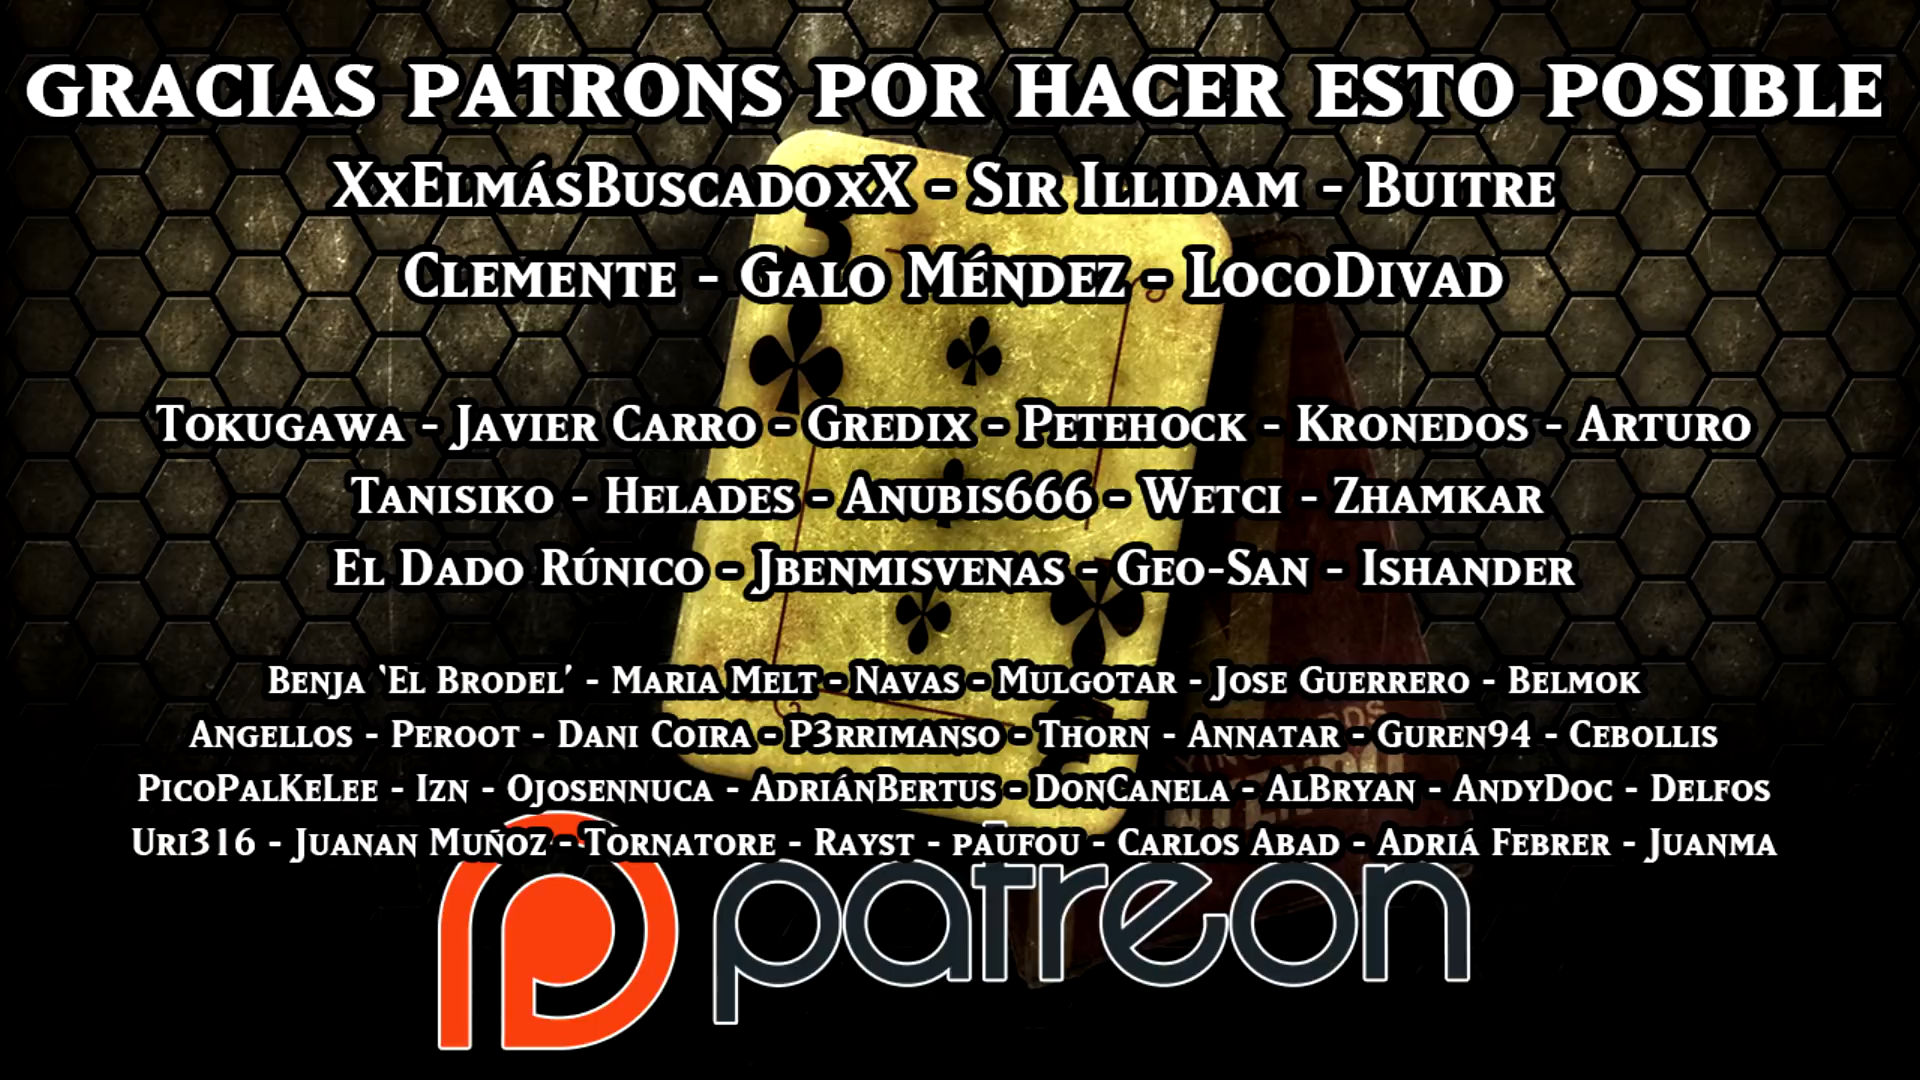 GRACIAS PATRONS POR HACER ESTO POSIBLE
XxElmásBuscadoxX - Sir Illidam - Buitre
5
Clemente - Galo Méndez - LocoDivad
Tokugawa - Javier Carro - Gredix - Petehock - Kronedos - Arturo
Tanisiko - Helades - Anubis666 - Wetci - Zhamkar
El Dado Rúnico - Jbenmisvenas - Geo-San - Ishander
Benja 'El Brodel' - Maria Melt - Navas - Mulgotar - Jose Guerrero - Belmok
Angellos - Peroot - Dani Coira - P3rrimanso - Thorn - Annatar - Guren94 - Cebollis
PicoPalKeLee - Izn - Ojosennuca - AdriánBertus - DonCanela - AlBryan - AndyDoc - Delfos
Uri316 - Juanan Muñoz - Tornatore - Rayst - paufou - Carlos Abad - Adriá Febrer - Juanma
patreon